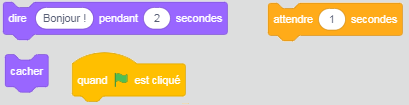 dire Bonjour ! pendant 2 secondes
attendre 1 secondes
cacher
quand est cliqué